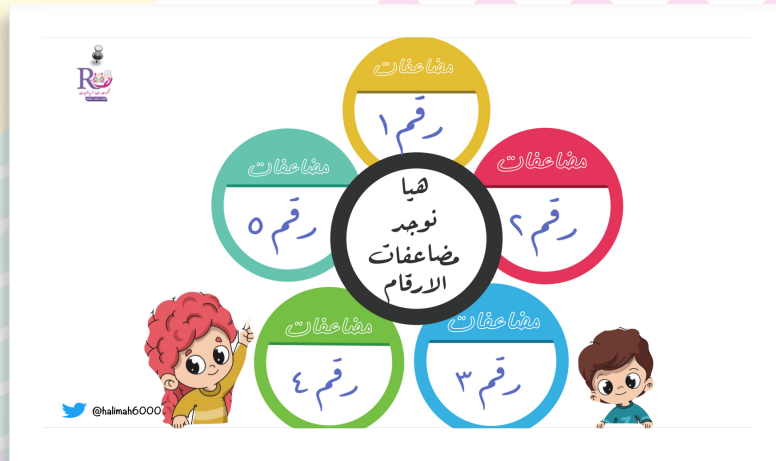 مضاعفات
رقم ١
مضاعفات
رقم ٢
مضاعفات
رقم ٣
مضاعفات
رقم ٤
مضاعفات
رقم ٥
هيا
نوجد
مضاعفات
الارقام
R
@halimah6000